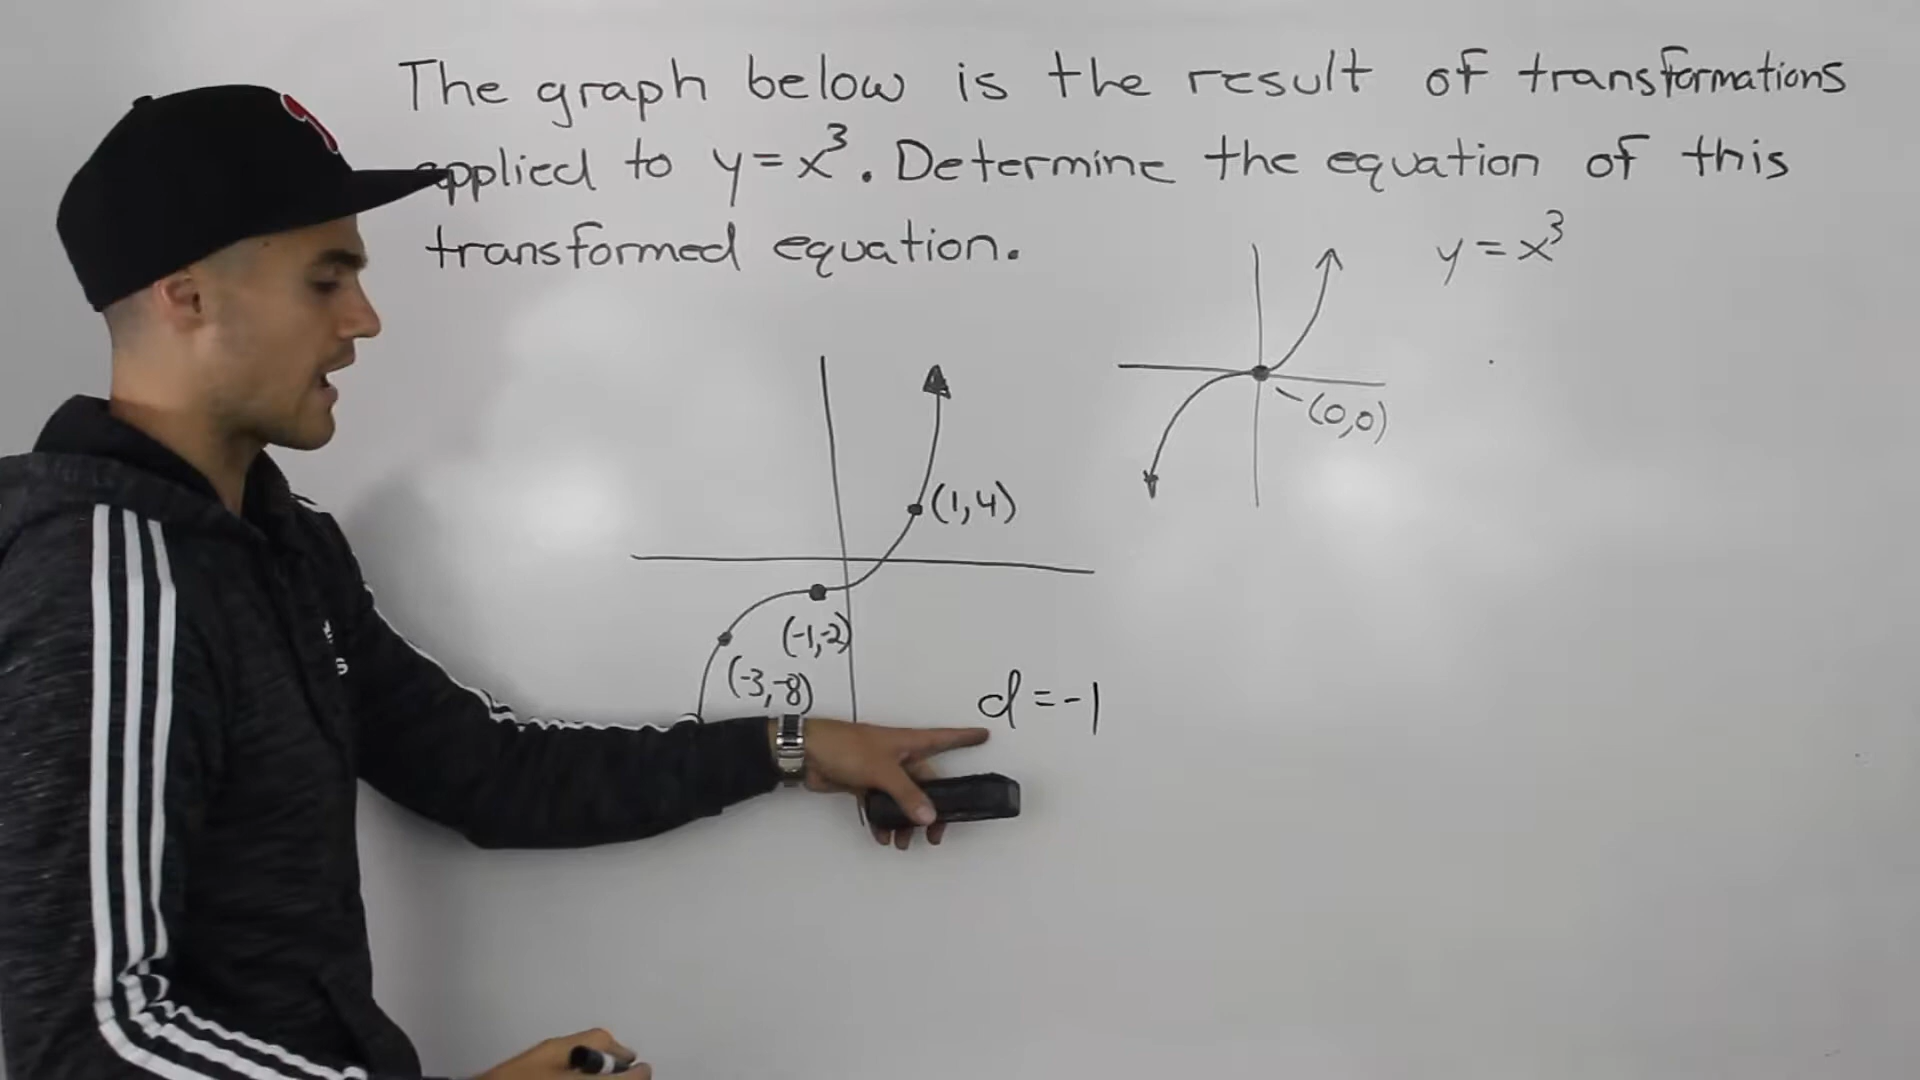 The graph below is the result of transformations
applied to y=x³. Determine the equation of this
transformed equation.
y=x³
(0,0)
(1,4)
(-1,-2)
(-3,-8)
d=-1